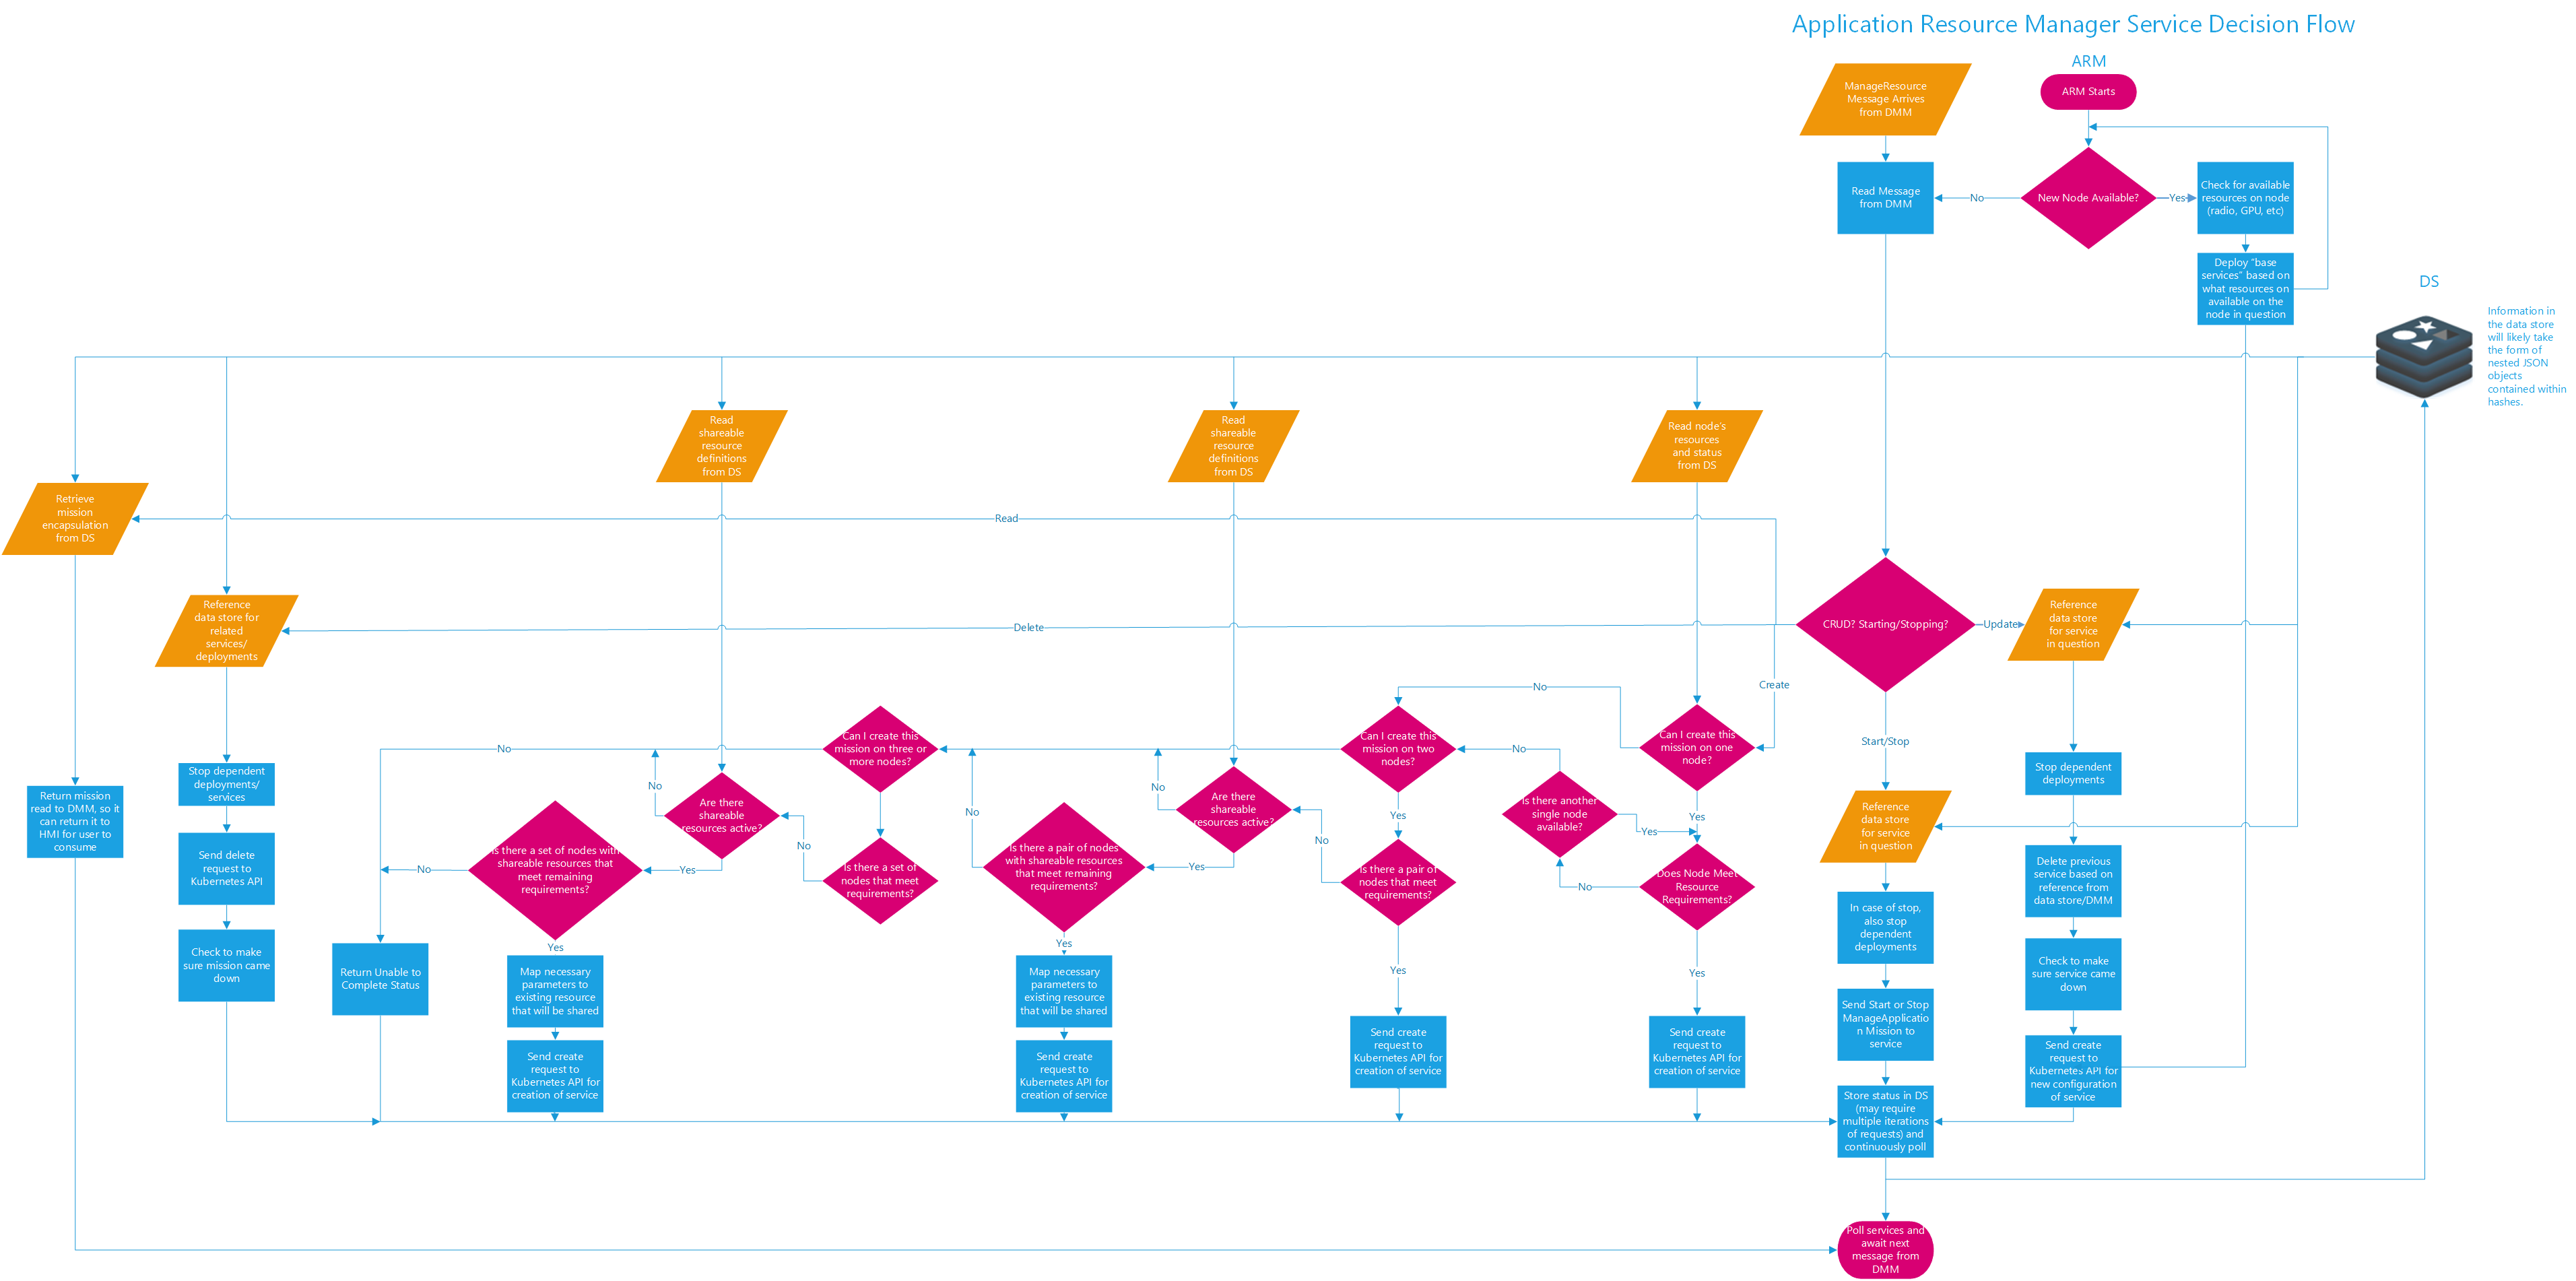 Application Resource Manager Service Decision Flow
ARM
ManageResource
Message Arrives
from DMM
ARM Starts
Read Message
from DMM
No
New Node Available?
Yes
Check for available
resources on node
(radio, GPU, etc)
Deploy “base
services” based on
what resources on
available on the
node in question
DS
Information in
the data store
will likely take
the form of
nested JSON
objects
contained within
hashes.
Read
shareable
resource
definitions
from DS
Read
shareable
resource
definitions
from DS
Read node's
resources
and status
from DS
Retrieve
mission
encapsulation
from DS
Read
Reference
data store for
related
services/
deployments
Delete
CRUD? Starting/Stopping?
Update
Reference
data store
for service
in question
Create
Start/Stop
No
Can I create this
mission on three or
more nodes?
No
Can I create this
mission on two
nodes?
No
No
Can I create this
mission on one
node?
Yes
Yes
Return mission
read to DMM, so it
can return it to
HMI for user to
consume
Stop dependent
deployments/
services
Send delete
request to
Kubernetes API
Check to make
sure mission came
down
Return Unable to
Complete Status
No
Is there a set of nodes with
shareable resources that
meet remaining
requirements?
Yes
Are there
shareable
resources active?
No
Is there a set of
nodes that meet
requirements?
No
Is there a pair of nodes
with shareable resources
that meet remaining
requirements?
Yes
No
Are there
shareable
resources active?
No
Is there a pair of
nodes that meet
requirements?
Is there another
single node
available?
Yes
No
Does Node Meet
Resource
Requirements?
Yes
Map necessary
parameters to
existing resource
that will be shared
Send create
request to
Kubernetes API for
creation of service
Yes
Map necessary
parameters to
existing resource
that will be shared
Send create
request to
Kubernetes API for
creation of service
Yes
Send create
request to
Kubernetes API for
creation of service
Yes
Send create
request to
Kubernetes API for
creation of service
Reference
data store
for service
in question
In case of stop,
also stop
dependent
deployments
Send Start or Stop
ManageApplicatio
n Mission to
service
Store status in DS
(may require
multiple iterations
of requests) and
continuously poll
Stop dependent
deployments
Delete previous
service based on
reference from
data store/DMM
Check to make
sure service came
down
Send create
request to
Kubernetes API for
new configuration
of service
Poll services and
await next
message from
DMM